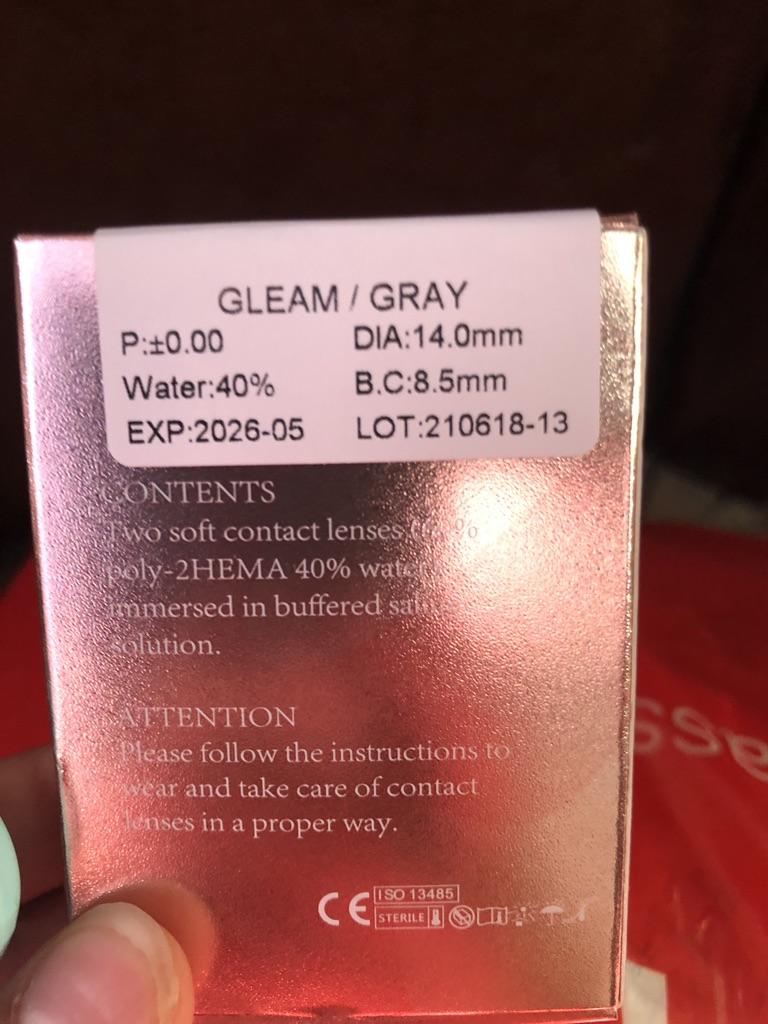 GLEAM / GRAY
P:±0.00 DIA:14.0mm
Water:40% B.C:8.5mm
EXP:2026-05 LOT:210618-13
CONTENTS
Two soft contact lenses
poly-2HEMA 40%
immersed in buffered
solution.
ATTENTION
Please follow the instructions to
wear and take care of contact
lenses in a proper way.
CE ISO 13485
STERILE